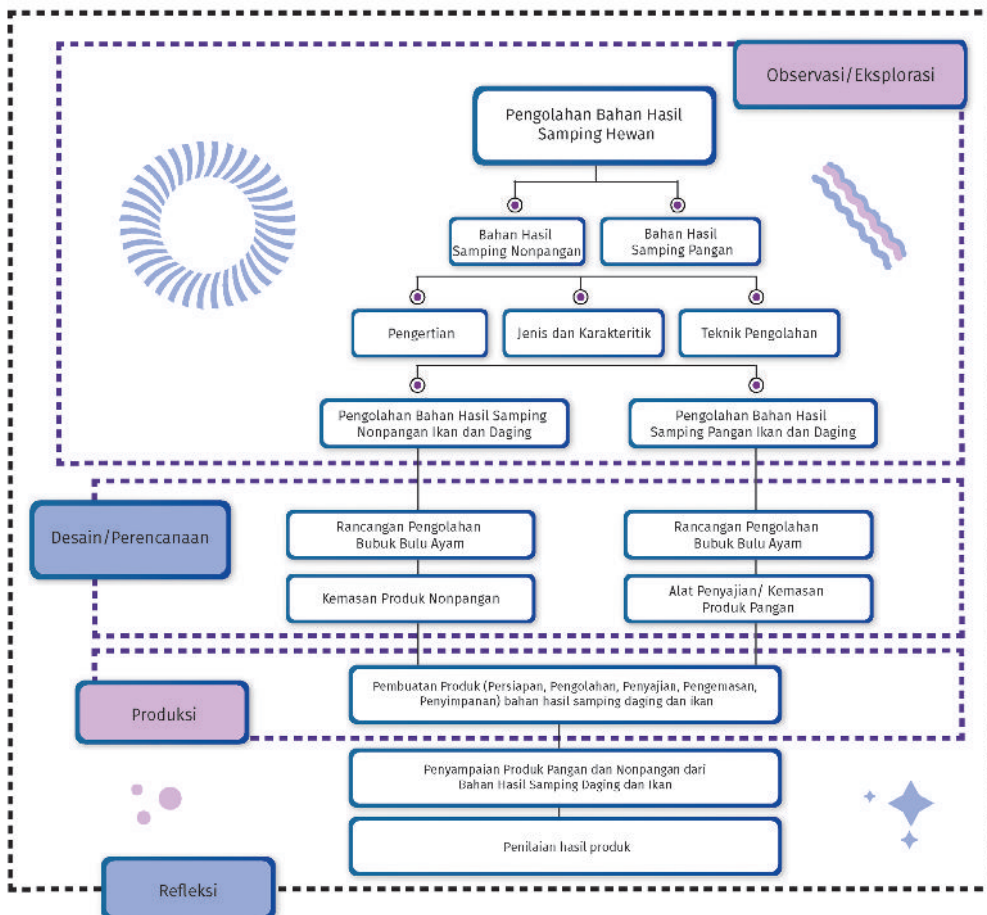 Observasi/Eksplorasi
Pengolahan Bahan Hasil
Samping Hewan
Bahan Hasil
Samping Nonpangan
Bahan Hasil
Samping Pangan
Pengertian
Jenis dan Karakteritik
Teknik Pengolahan
Pengolahan Bahan Hasil Samping
Nonpangan Ikan dan Daging
Pengolahan Bahan Hasil
Samping Pangan Ikan dan Daging
Desain/Perencanaan
Rancangan Pengolahan
Bubuk Bulu Ayam
Rancangan Pengolahan
Bubuk Bulu Ayam
Kemasan Produk Nonpangan
Alat Penyajian/ Kemasan
Produk Pangan
Produksi
Pembuatan Produk (Persiapan, Pengolahan, Penyajian, Pengemasan,
Penyimpanan) bahan hasil samping daging dan ikan
Penyampaian Produk Pangan dan Nonpangan dari
Bahan Hasil Samping Daging dan Ikan
Penilaian hasil produk
Refleksi